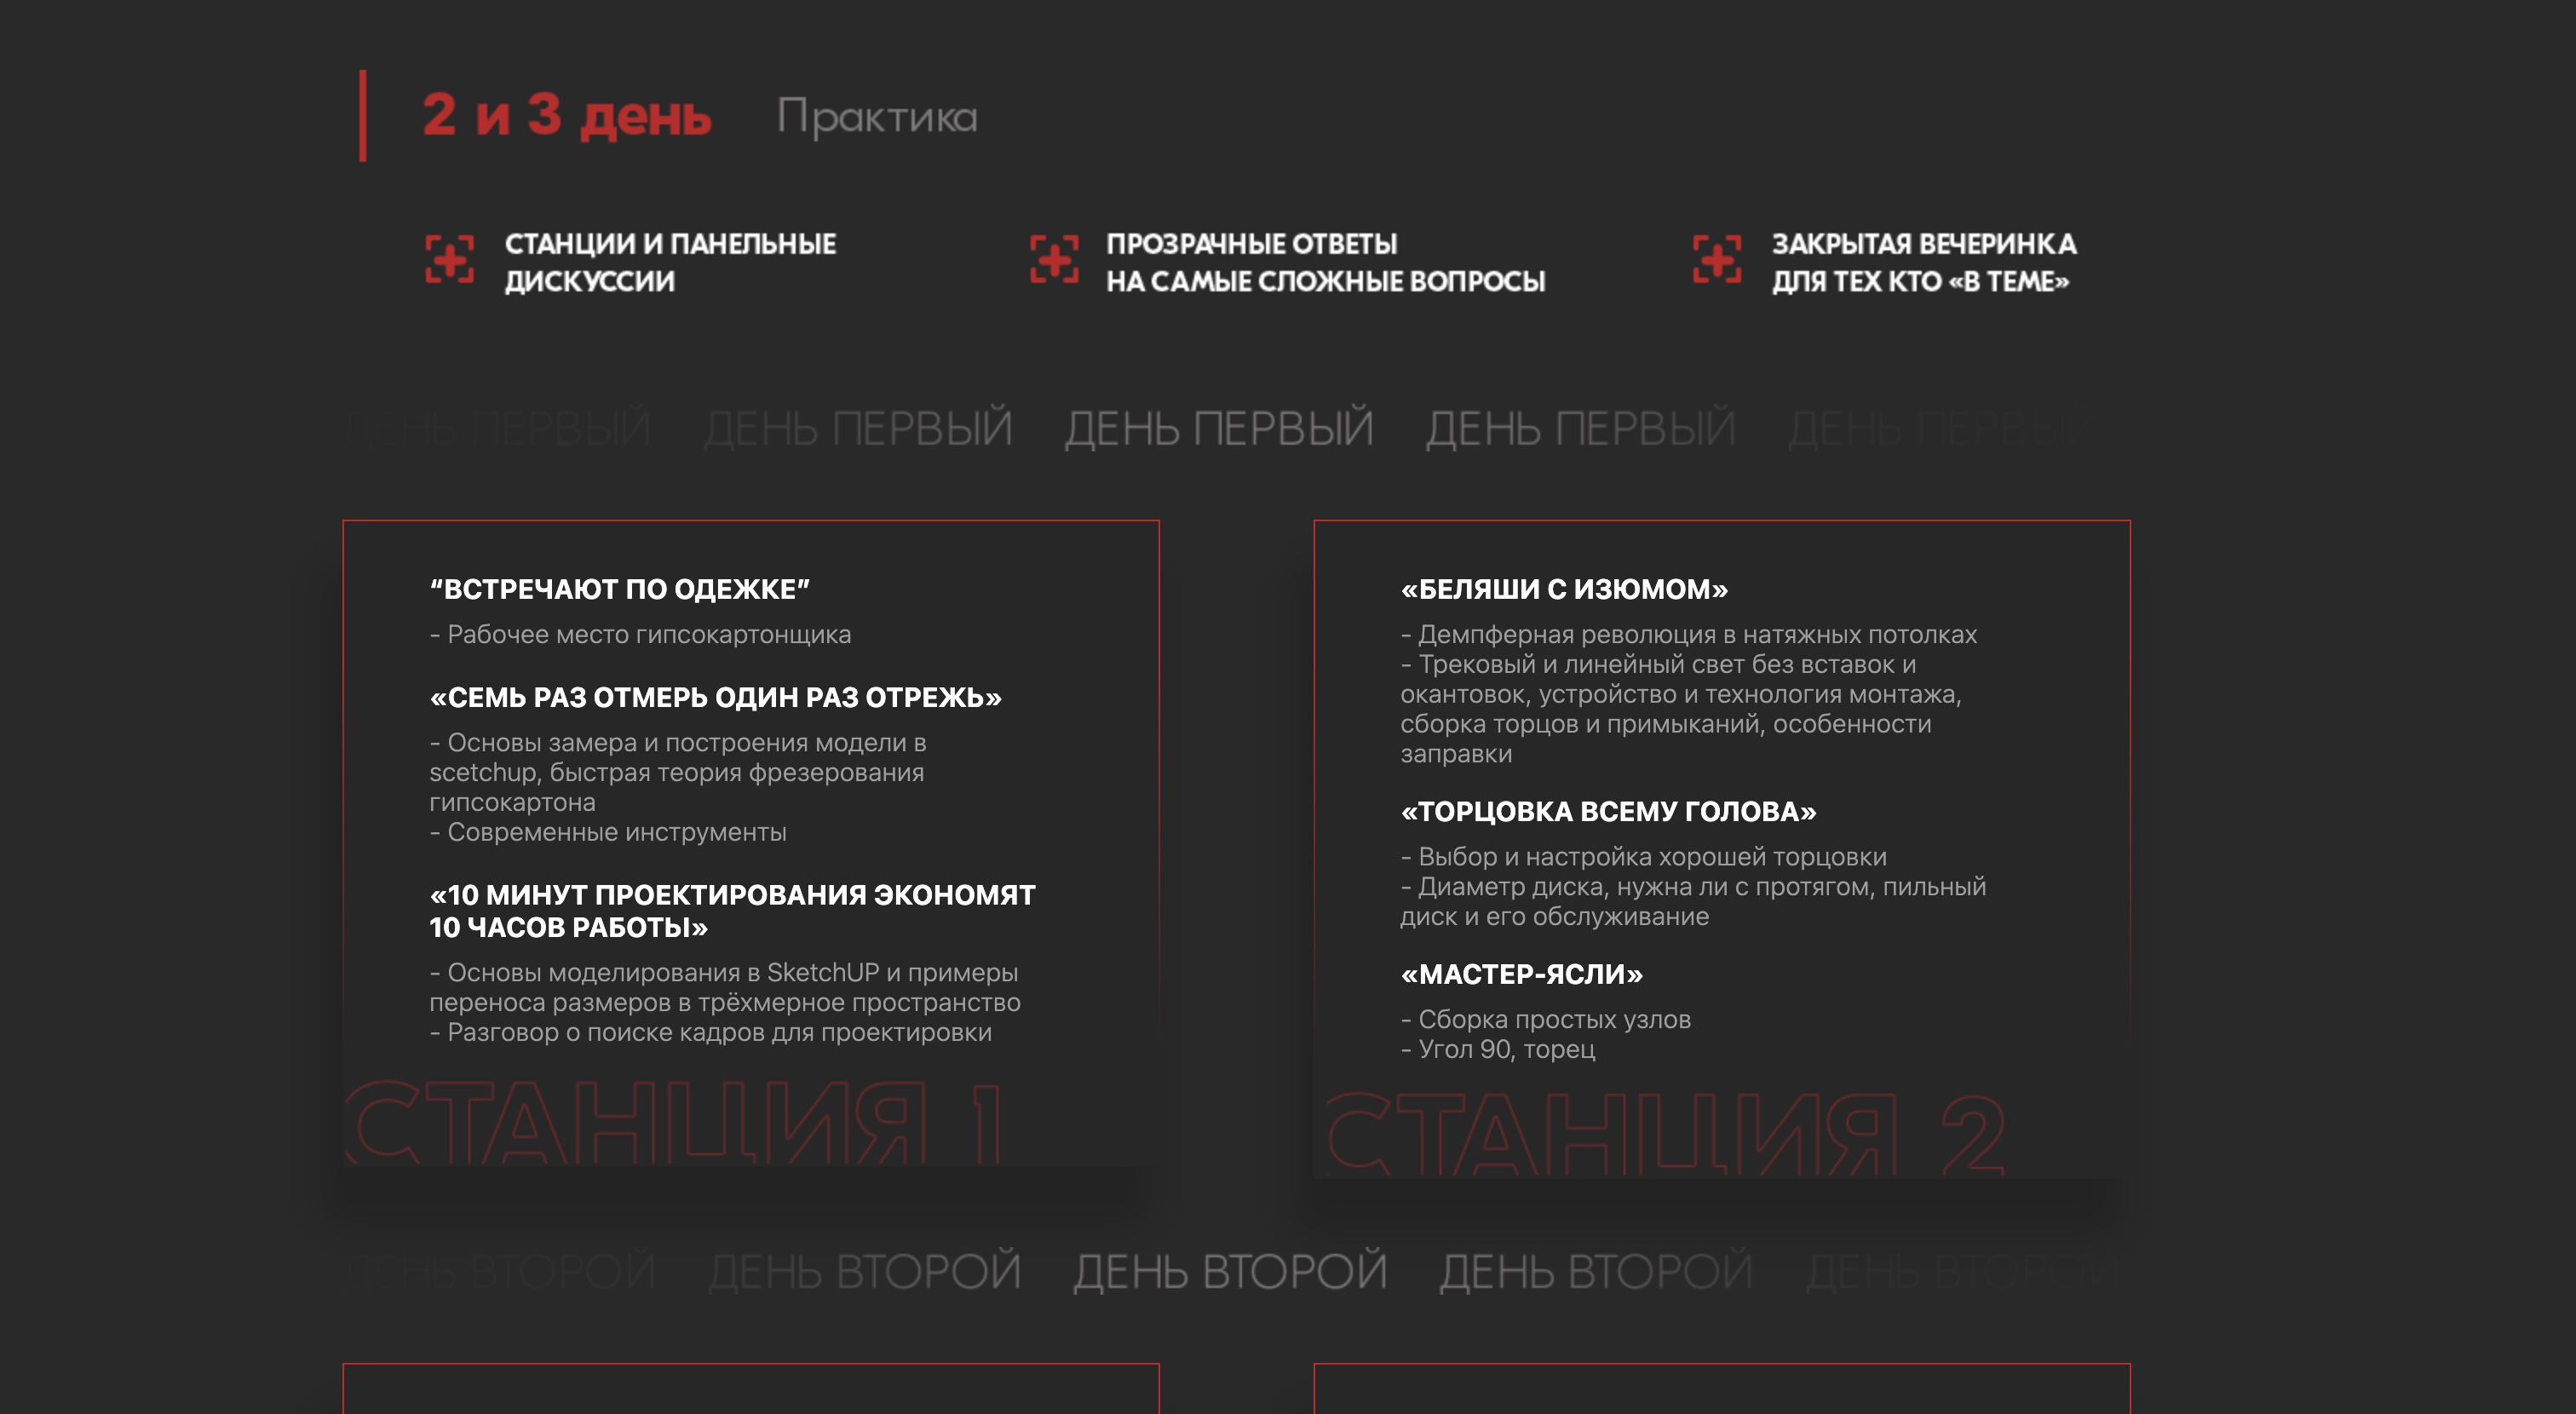 2 и 3 день Практика
СТАНЦИИ И ПАНЕЛЬНЫЕ
ДИСКУССИИ
ПРОЗРАЧНЫЕ ОТВЕТЫ
НА САМЫЕ СЛОЖНЫЕ ВОПРОСЫ
ЗАКРЫТАЯ ВЕЧЕРИНКА
ДЛЯ ТЕХ КТО «В ТЕМЕ»
ДЕНЬ ПЕРВЫЙ ДЕНЬ ПЕРВЫЙ ДЕНЬ ПЕРВЫЙ ДЕНЬ ПЕРВЫЙ ДЕНЬ ПЕРВЫЙ
“ВСТРЕЧАЮТ ПО ОДЕЖКЕ”
- Рабочее место гипсокартонщика
«СЕМЬ РАЗ ОТМЕРЬ ОДИН РАЗ ОТРЕЖЬ»
- Основы замера и построения модели в
scetchup, быстрая теория фрезерования
гипсокартона
- Современные инструменты
«10 МИНУТ ПРОЕКТИРОВАНИЯ ЭКОНОМЯТ
10 ЧАСОВ РАБОТЫ»
- Основы моделирования в SketchUP и примеры
переноса размеров в трёхмерное пространство
- Разговор о поиске кадров для проектировки
СТАНЦИЯ 1
«БЕЛЯШИ С ИЗЮМОМ»
- Демпферная революция в натяжных потолках
- Трековый и линейный свет без вставок и
окантовок, устройство и технология монтажа,
сборка торцов и примыканий, особенности
заправки
«ТОРЦОВКА ВСЕМУ ГОЛОВА»
- Выбор и настройка хорошей торцовки
- Диаметр диска, нужна ли с протягом, пильный
диск и его обслуживание
«МАСТЕР-ЯСЛИ»
- Сборка простых узлов
- Угол 90, торец
СТАНЦИЯ 2
ДЕНЬ ВТОРОЙ ДЕНЬ ВТОРОЙ ДЕНЬ ВТОРОЙ ДЕНЬ ВТОРОЙ ДЕНЬ ВТОРОЙ